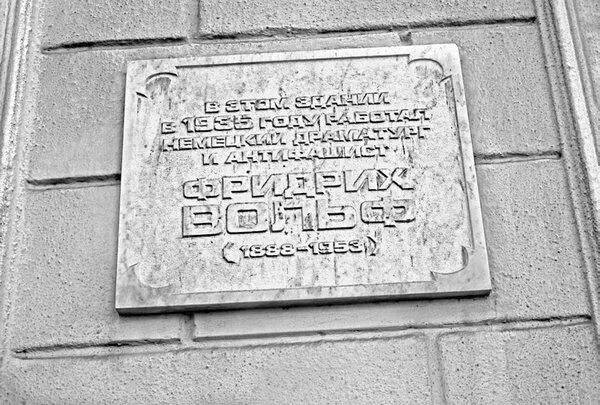 В ЭТОМ ЗДАНИИ
В 1935 ГОДУ РАБОТАЛ
НЕМЕЦКИЙ ДРАМАТУРГ
И АНТИФАШИСТ
ФРИДРИХ
ВОЛЬФ
(1888-1953)